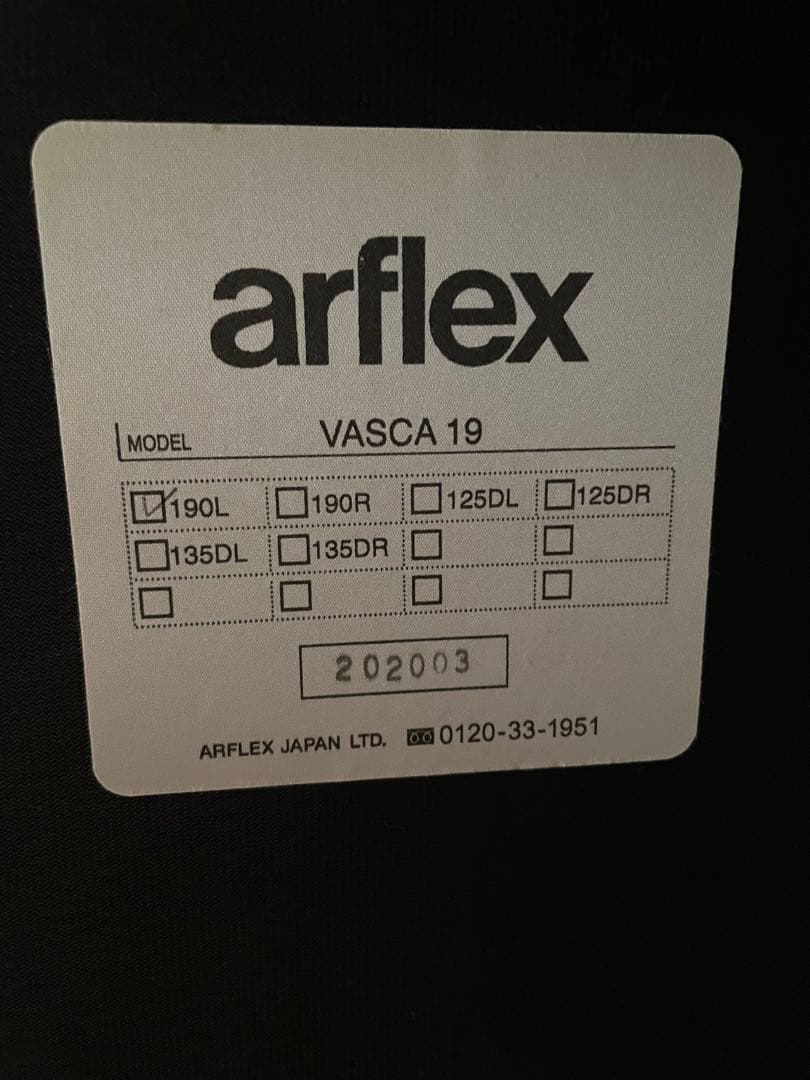 arflex
MODEL VASCA 19
☑190L ☐190R ☐125DL ☐125DR
☐135DL ☐135DR ☐ ☐
☐ ☐ ☐ ☐
202003
ARFLEX JAPAN LTD. 0120-33-1951